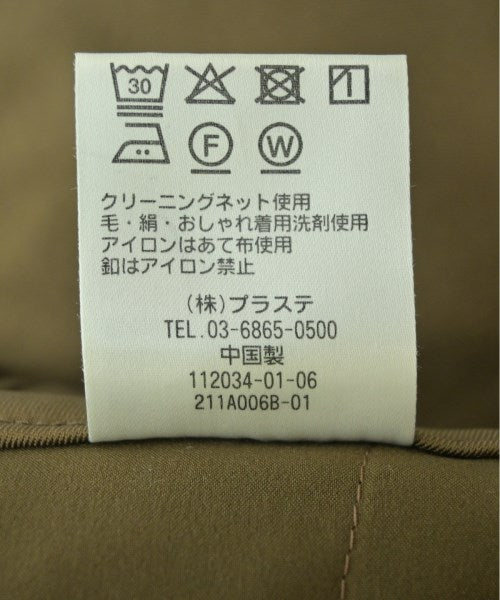 30
F W
クリーニングネット使用
毛・絹・おしゃれ着用洗剤使用
アイロンはあて布使用
釦はアイロン禁止
(株)プラステ
TEL.03-6865-0500
中国製
112034-01-06
211A006B-01